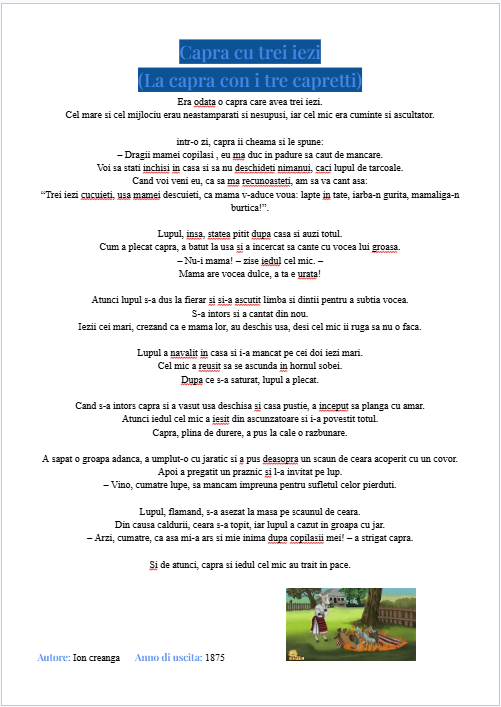 Capra cu trei iezi
(La capra con i tre capretti)
Era odata o capra care avea trei iezi.
Cel mare si cel mijlociu erau neastamparati si nesupusi, iar cel mic era cuminte si ascultator.
intr-o zi, capra ii cheama si le spune:
– Dragii mamei copilasi , eu ma duc in padure sa caut de mancare.
Voi sa stati inchisi in casa si sa nu deschideți nimanui, caci lupul de tarcoale.
Cand voi veni eu, ca sa ma recunoasteti, am sa va cant asa:
“Trei iezi cucuieti, usa mamei descuieti, ca mama v-aduce voua: lapte in tate, iarba-n gurita, mamaliga-n
burtica!”.
Lupul, insa, statea pitit dupa casa si auzi totul.
Cum a plecat capra, a batut la usa și a incercat sa cante cu vocea lui groasa.
– Nu-i mama! – zise iedul cel mic. –
Mama are vocea dulce, a ta e urata!
Atunci lupul s-a dus la fierar si si-a ascutit limba si dintii pentru a subtia vocea.
S-a intors si a cantat din nou.
Iezii cei mari, crezand ca e mama lor, au deschis usa, desi cel mic ii ruga sa nu o faca.
Lupul a navalit in casa si i-a mancat pe cei doi iezi mari.
Cel mic a reusit sa se ascunda in hornul sobei.
Dupa ce s-a saturat, lupul a plecat.
Cand s-a intors capra si a vasut usa deschisa și casa pustie, a inceput sa planga cu amar.
Atunci iedul cel mic a iesit din ascunzatoare si i-a povestit totul.
Capra, plina de durere, a pus la cale o razbunare.
A sapat o groapa adanca, a umplut-o cu jaratic si a pus deasopra un scaun de ceara acoperit cu un covor.
Apoi a pregatit un praznic și l-a invitat pe lup.
– Vino, cumatre lupe, sa mancam impreuna pentru sufletul celor pierduti.
Lupul, flamand, s-a asezat la masa pe scaunul de ceara.
Din causa caldurii, ceara s-a topit, iar lupul a cazut in groapa cu jar.
– Arzi, cumatre, ca asa mi-a ars si mie inima dupa copilasii mei! – a strigat capra.
Și de atunci, capra si iedul cel mic au trait in pace.
Autore: Ion creanga Anno di uscita: 1875